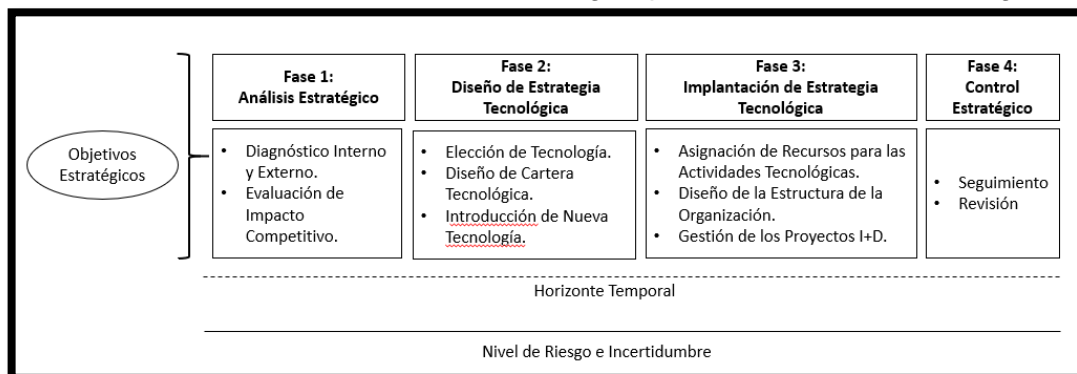 Fase 1:
Análisis Estratégico
Fase 2:
Diseño de Estrategia
Tecnológica
Fase 3:
Implantación de Estrategia
Tecnológica
Fase 4:
Control
Estratégico
Objetivos
Estratégicos
• Diagnóstico Interno
y Externo.
• Evaluación de
Impacto
Competitivo.
• Elección de Tecnología.
• Diseño de Cartera
Tecnológica.
• Introducción de Nueva
Tecnología.
• Asignación de Recursos para las
Actividades Tecnológicas.
• Diseño de la Estructura de la
Organización.
• Gestión de los Proyectos I+D.
• Seguimiento
• Revisión
Horizonte Temporal
Nivel de Riesgo e Incertidumbre